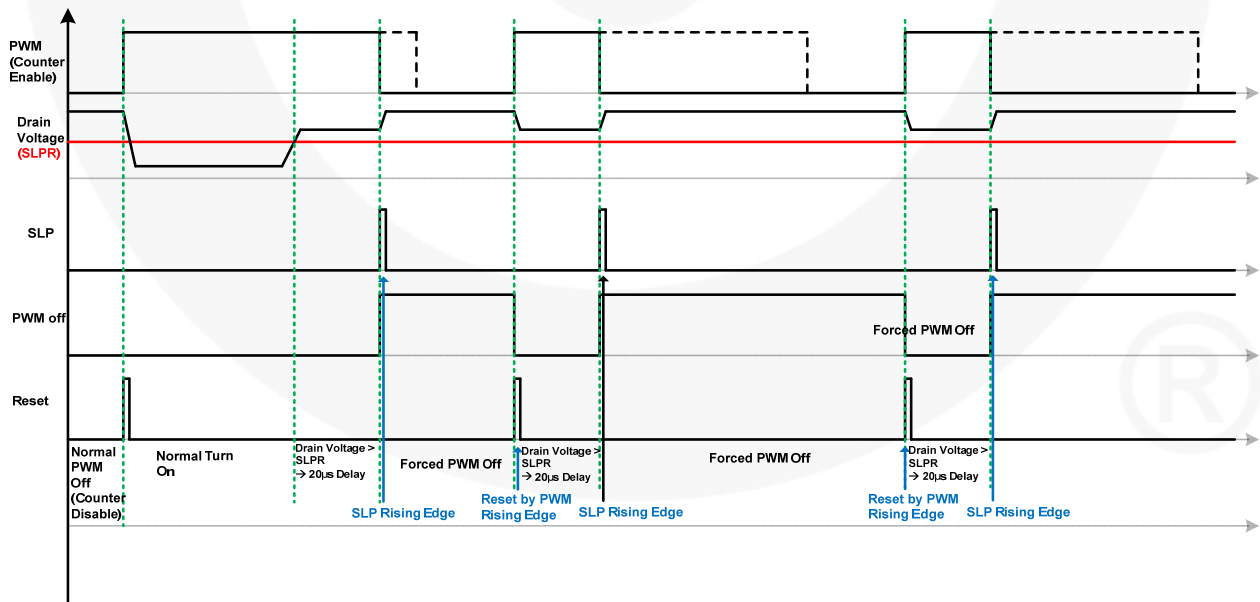 PWM
(Counter
Enable)
Drain
Voltage
(SLPR)
SLP
PWM off
Forced PWM Off
Reset
Normal
PWM
Off
(Counter
Disable)
Normal Turn
On
Drain Voltage >
SLPR
→ 20µs Delay
Forced PWM Off
Drain Voltage >
SLPR
→ 20µs Delay
Forced PWM Off
Drain Voltage >
SLPR
→ 20µs Delay
SLP Rising Edge
Reset by PWM
Rising Edge
SLP Rising Edge
Reset by PWM
Rising Edge
SLP Rising Edge
®